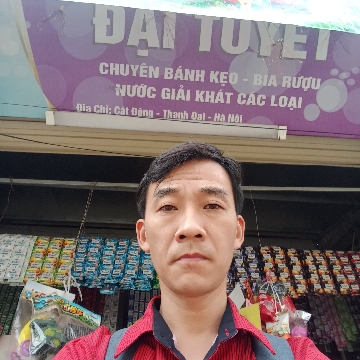 ĐẠI TUYẾT
CHUYÊN BÁNH KẸO - BIA RƯỢU
NƯỚC GIẢI KHÁT CÁC LOẠI
Địa Chỉ: Cát Động - Thanh Oai - Hà Nội